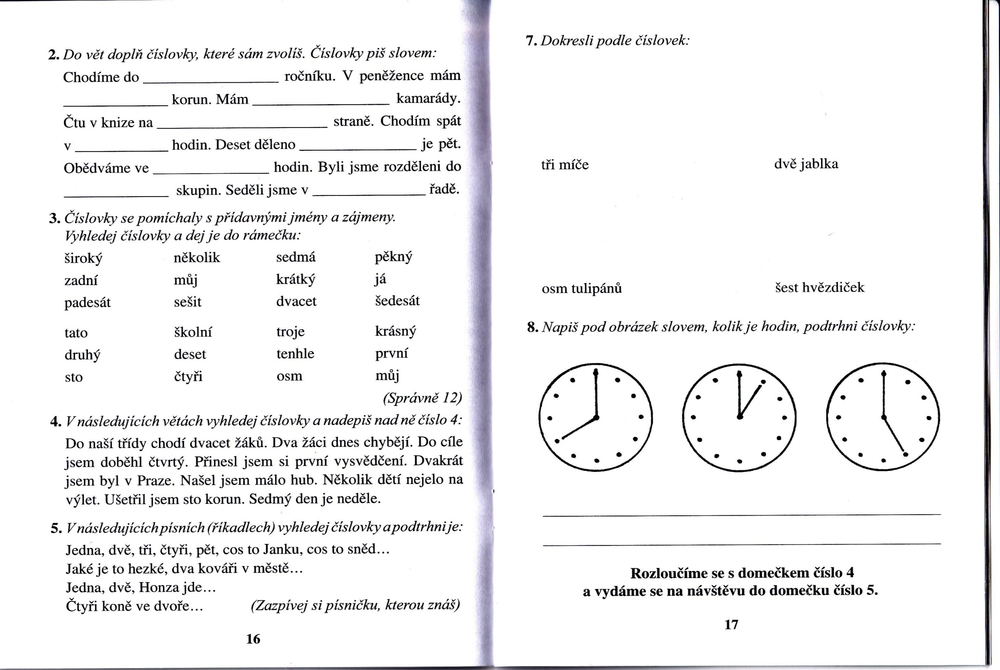 2. Do vět doplň číslovky, které sám zvolíš. Číslovky piš slovem:
Chodíme do ____________ ročníku. V peněžence mám
____________ korun. Mám ____________ kamarády.
Čtu v knize na ____________ straně. Chodím spát
v ____________ hodin. Deset děleno ____________ je pět.
Obědváme ve ____________ hodin. Byli jsme rozděleni do
____________ skupin. Seděli jsme v ____________ řadě.
3. Číslovky se pomíchaly s přídavnými jmény a zájmeny.
Vyhledej číslovky a dej je do rámečku:
široký několik sedmá pěkný
zadní můj krátký já
padesát sešit dvacet šedesát
tato školní troje krásný
druhý deset tenhle první
sto čtyři osm můj
(Správně 12)
4. V následujících větách vyhledej číslovky a nadepiš nad ně číslo 4:
Do naší třídy chodí dvacet žáků. Dva žáci dnes chybějí. Do cíle
jsem doběhl čtvrtý. Přinesl jsem si první vysvědčení. Dvakrát
jsem byl v Praze. Našel jsem málo hub. Několik dětí nejelo na
výlet. Ušetřil jsem sto korun. Sedmý den je neděle.
5. V následujících písních (říkadlech) vyhledej číslovky a podtrhni je:
Jedna, dvě, tři, čtyři, pět, cos to Janku, cos to sněd…
Jaké je to hezké, dva kováři v městě…
Jedna, dvě, Honza jde…
Čtyři koně ve dvoře… (Zazpívej si písničku, kterou znáš)
16
7. Dokresli podle číslovek:
tři míče dvě jablka
osm tulipánů šest hvězdiček
8. Napiš pod obrázek slovem, kolik je hodin, podtrhni číslovky:
Rozloučíme se s domečkem číslo 4
a vydáme se na návštěvu do domečku číslo 5.
17